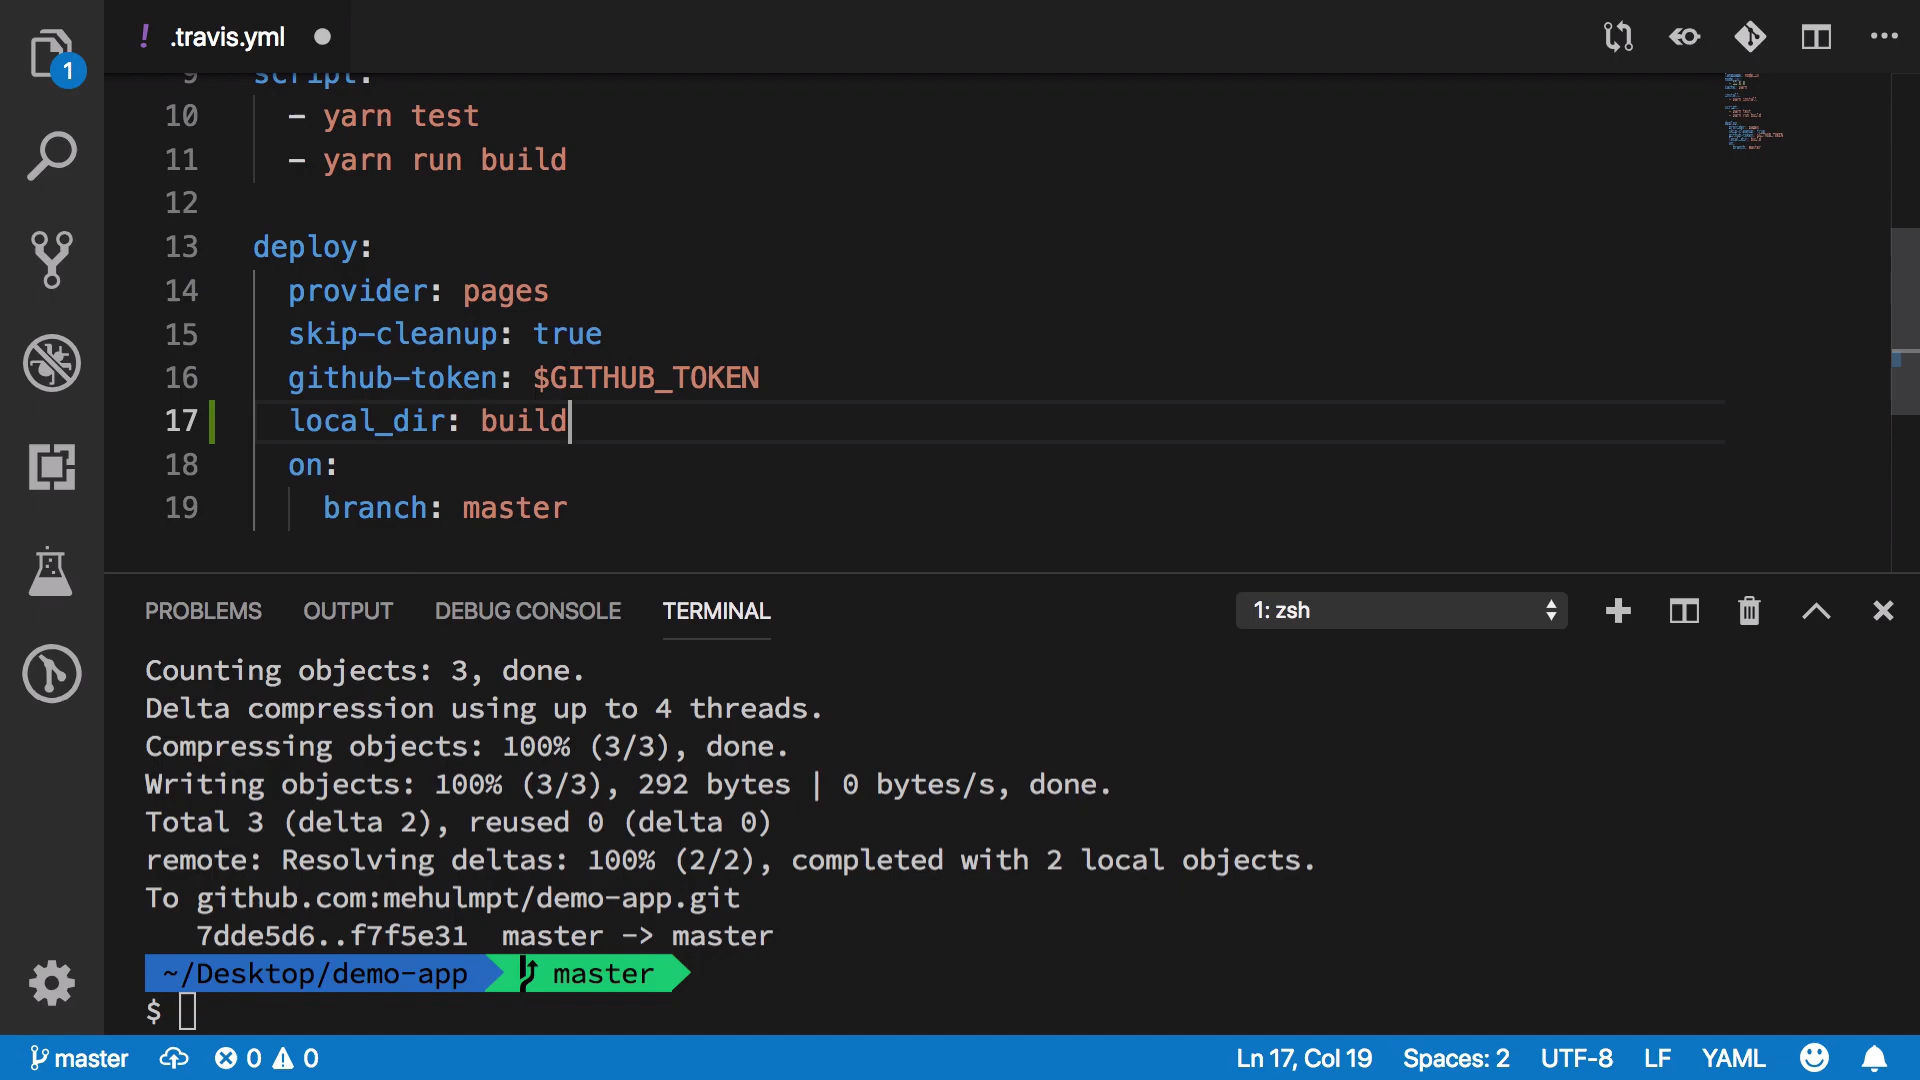 1
! .travis.yml
9 script:
10 - yarn test
11 - yarn run build
12
13 deploy:
14 provider: pages
15 skip-cleanup: true
16 github-token: $GITHUB_TOKEN
17 local_dir: build
18 on:
19 branch: master
PROBLEMS OUTPUT DEBUG CONSOLE TERMINAL 1: zsh
Counting objects: 3, done.
Delta compression using up to 4 threads.
Compressing objects: 100% (3/3), done.
Writing objects: 100% (3/3), 292 bytes | 0 bytes/s, done.
Total 3 (delta 2), reused 0 (delta 0)
remote: Resolving deltas: 100% (2/2), completed with 2 local objects.
To github.com:mehulmpt/demo-app.git
7dde5d6..f7f5e31 master -> master
~/Desktop/demo-app master
$
master 0 0 Ln 17, Col 19 Spaces: 2 UTF-8 LF YAML